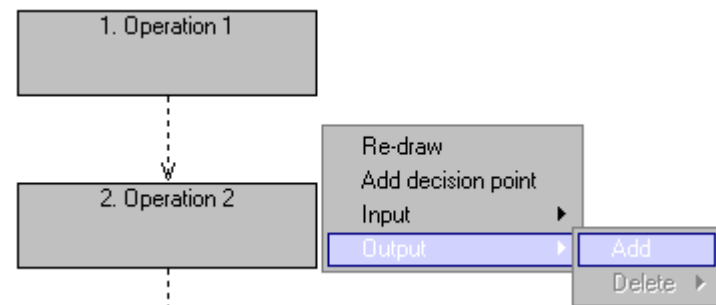 1. Operation 1
2. Operation 2
Re-draw
Add decision point
Input
Output
Add
Delete